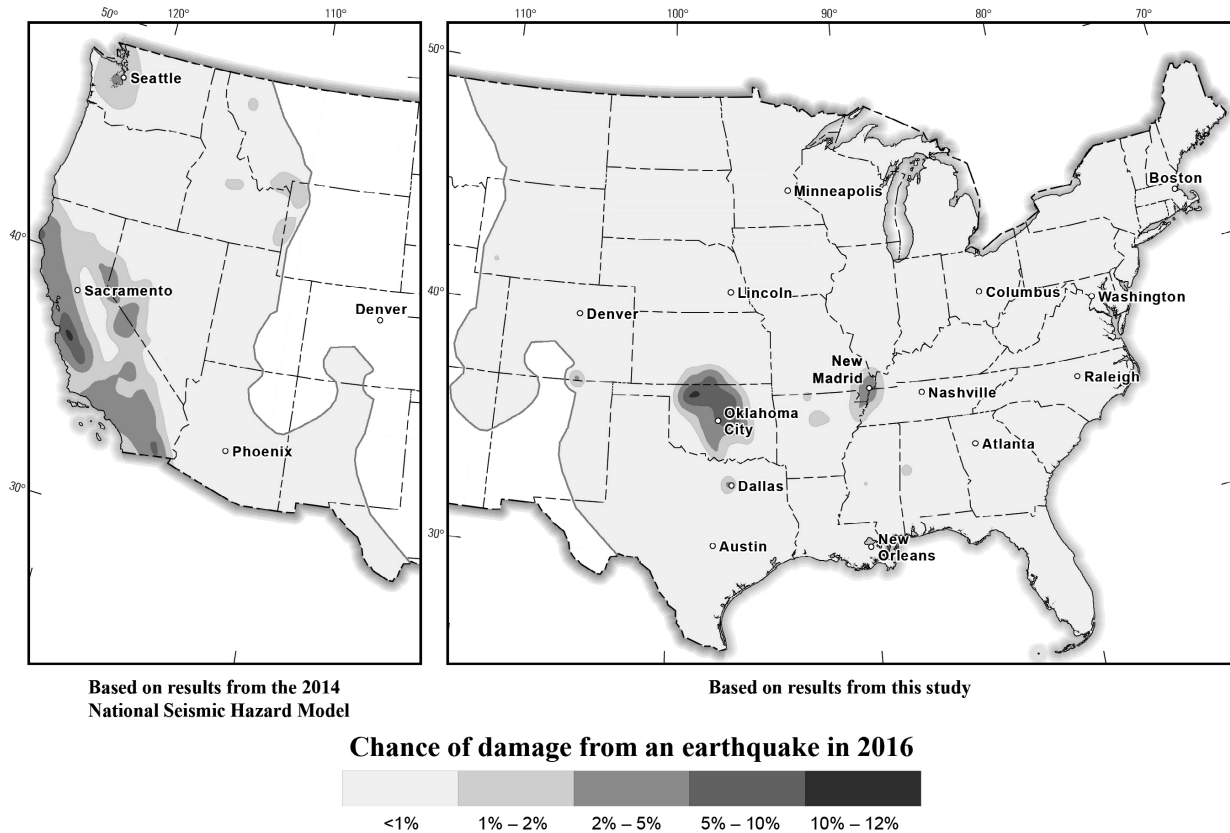 50° 120° 110°
110° 100° 90° 80° 70°
50°
Seattle
Minneapolis
Boston
40°
Sacramento
Denver
40°
Lincoln
Columbus
Washington
Denver
New
Madrid
Raleigh
Nashville
Oklahoma
City
Atlanta
Phoenix
30°
Dallas
30°
Austin
New
Orleans
Based on results from the 2014
National Seismic Hazard Model
Based on results from this study
Chance of damage from an earthquake in 2016
<1% 1% – 2% 2% – 5% 5% – 10% 10% – 12%